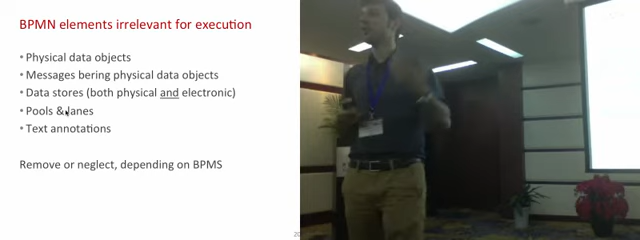 BPMN elements irrelevant for execution
• Physical data objects
• Messages bering physical data objects
• Data stores (both physical and electronic)
• Pools & lanes
• Text annotations
Remove or neglect, depending on BPMS